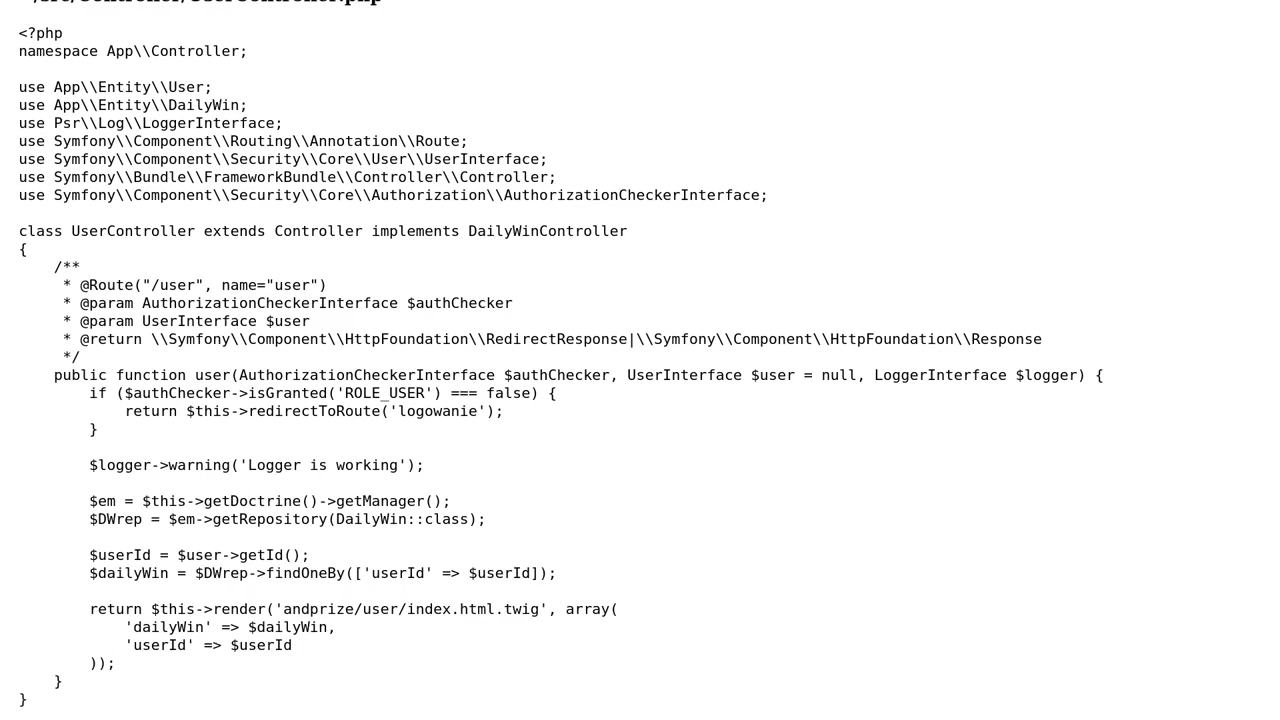 <?php
namespace App\\Controller;
use App\\Entity\\User;
use App\\Entity\\DailyWin;
use Psr\\Log\\LoggerInterface;
use Symfony\\Component\\Routing\\Annotation\\Route;
use Symfony\\Component\\Security\\Core\\User\\UserInterface;
use Symfony\\Bundle\\FrameworkBundle\\Controller\\Controller;
use Symfony\\Component\\Security\\Core\\Authorization\\AuthorizationCheckerInterface;
class UserController extends Controller implements DailyWinController
{
    /**
     * @Route("/user", name="user")
     * @param AuthorizationCheckerInterface $authChecker
     * @param UserInterface $user
     * @return \\Symfony\\Component\\HttpFoundation\\RedirectResponse|\\Symfony\\Component\\HttpFoundation\\Response
     */
    public function user(AuthorizationCheckerInterface $authChecker, UserInterface $user = null, LoggerInterface $logger) {
        if ($authChecker->isGranted('ROLE_USER') === false) {
            return $this->redirectToRoute('logowanie');
        }
        $logger->warning('Logger is working');
        $em = $this->getDoctrine()->getManager();
        $DWrep = $em->getRepository(DailyWin::class);
        $userId = $user->getId();
        $dailyWin = $DWrep->findOneBy(['userId' => $userId]);
        return $this->render('andprize/user/index.html.twig', array(
            'dailyWin' => $dailyWin,
            'userId' => $userId
        ));
    }
}